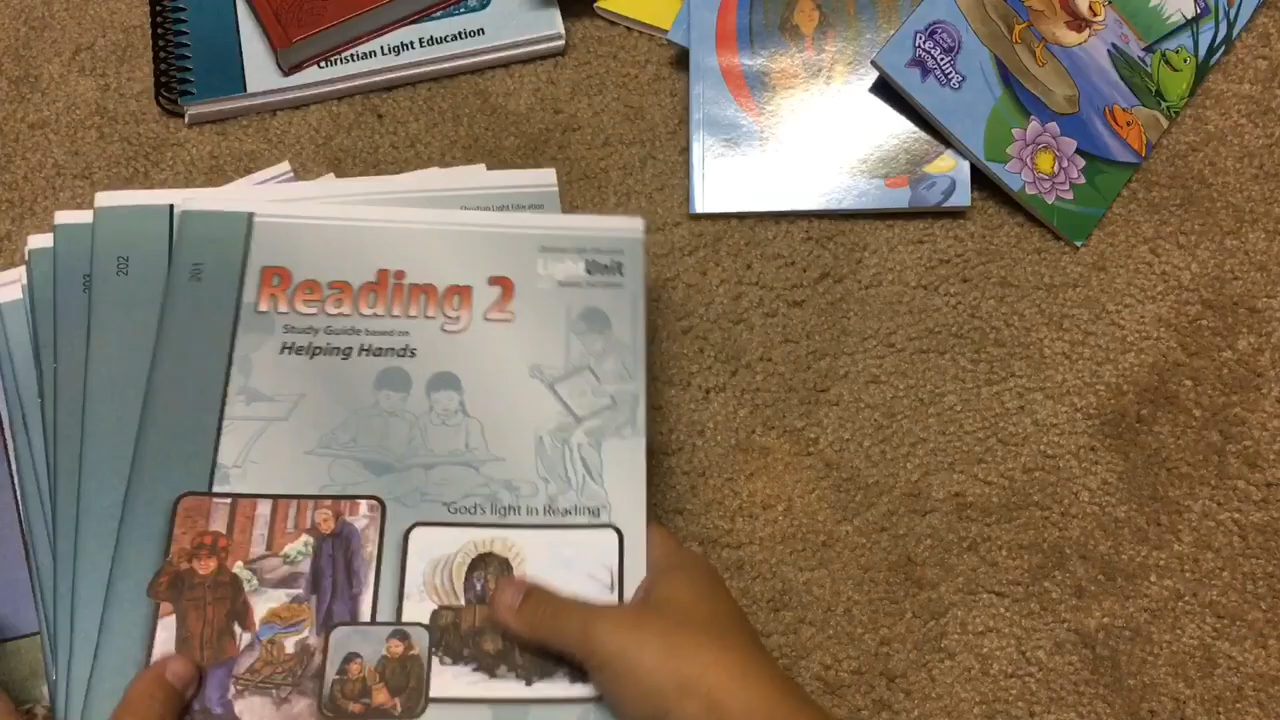 Christian Light Education
Reading
Program
Christian Light Education
201
202
203
LightUnit
Reading 2
Study Guide based on
Helping Hands
"God's light in Reading"